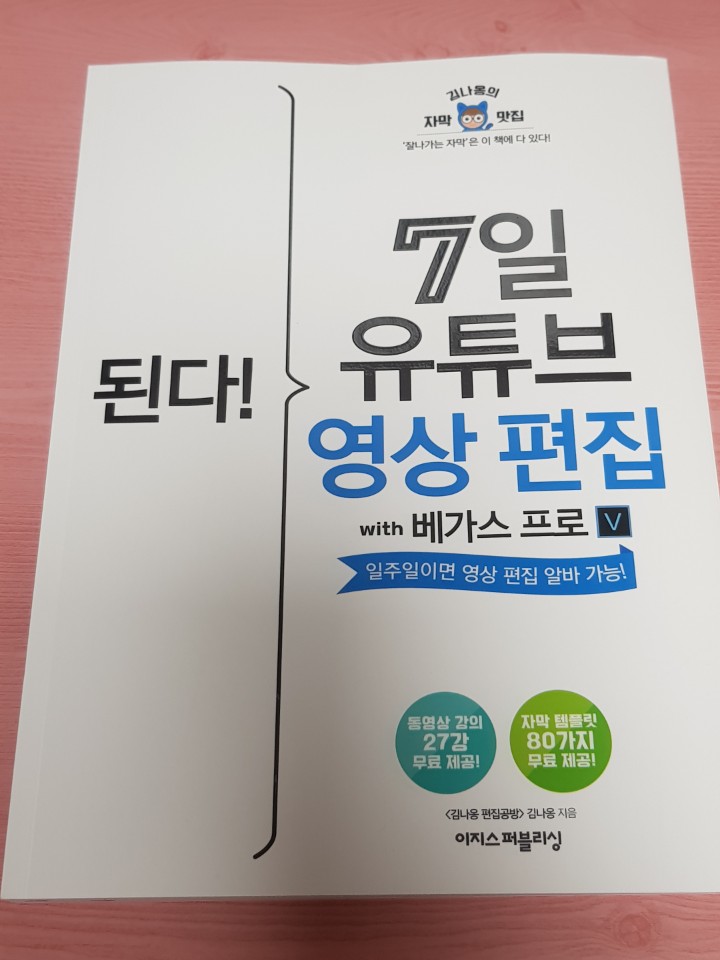 김나옹의
자막 맛집
'잘나가는 자막'은 이 책에 다 있다!
된다!
7일
유튜브
영상 편집
with 베가스 프로 V
일주일이면 영상 편집 알바 가능!
동영상 강의
27강
무료 제공!
자막 템플릿
80가지
무료 제공!
<김나옹 편집공방> 김나옹 지음
이지스퍼블리싱